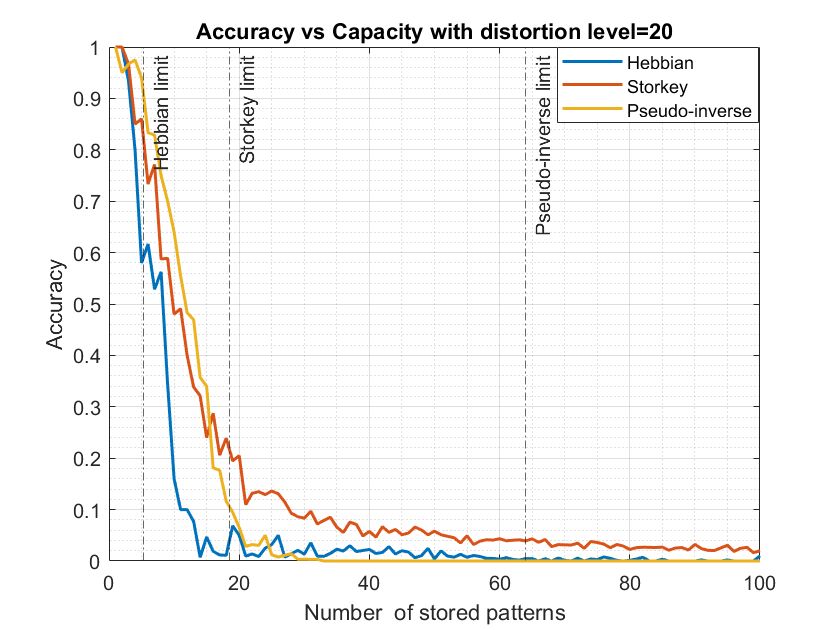 Accuracy vs Capacity with distortion level=20
Hebbian
Storkey
Pseudo-inverse
Hebbian limit
Storkey limit
Pseudo-inverse limit
Accuracy
1
0.9
0.8
0.7
0.6
0.5
0.4
0.3
0.2
0.1
0
0 20 40 60 80 100
Number of stored patterns